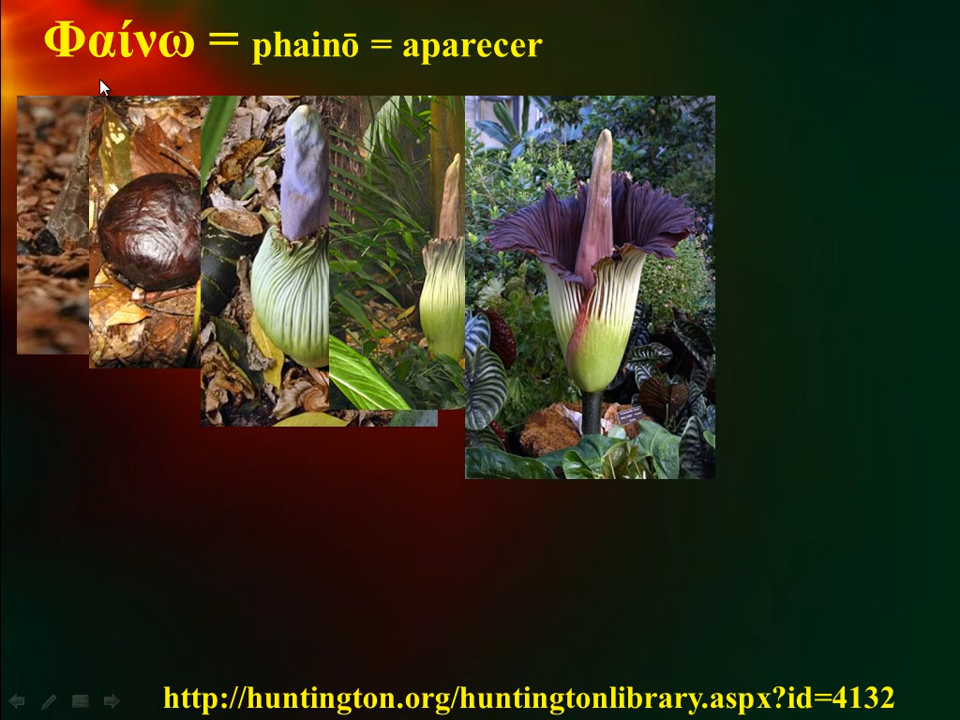 Φαίνω = phainō = aparecer
http://huntington.org/huntingtonlibrary.aspx?id=4132